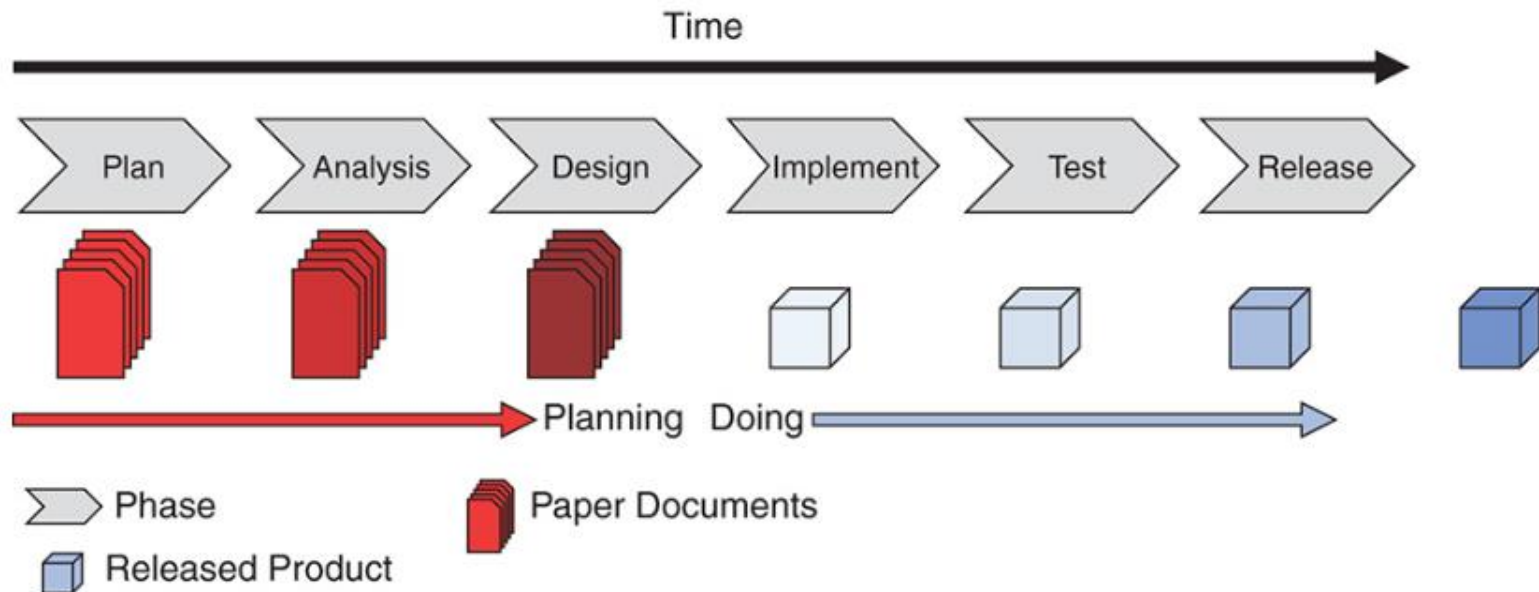 Time
Plan
Analysis
Design
Implement
Test
Release
Planning Doing
Phase
Paper Documents
Released Product